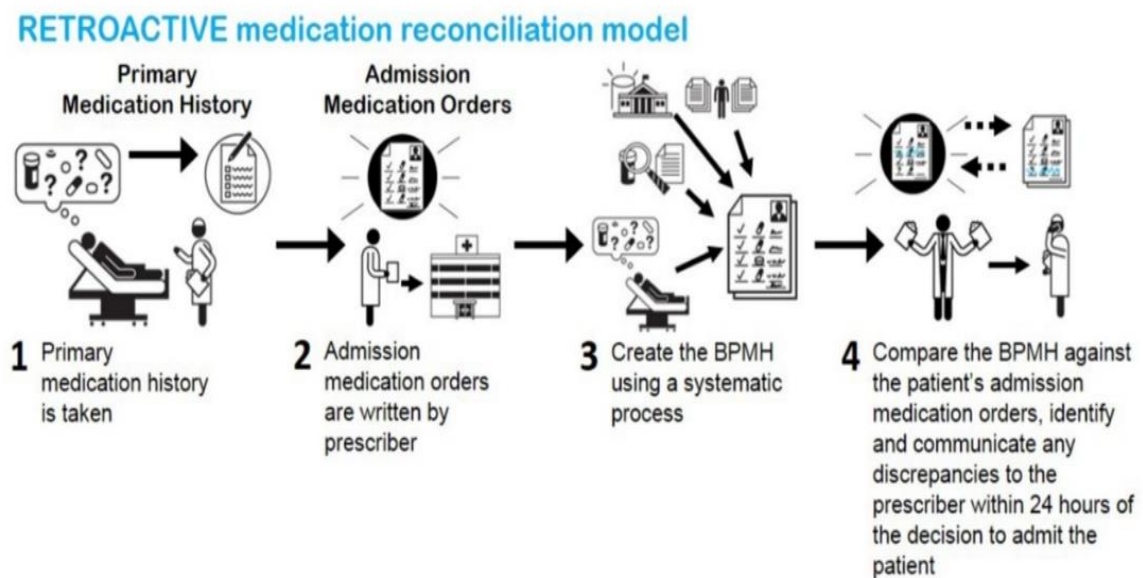 RETROACTIVE medication reconciliation model
Primary
Medication History
Admission
Medication Orders
1 Primary
medication history
is taken
2 Admission
medication orders
are written by
prescriber
3 Create the BPMH
using a systematic
process
4 Compare the BPMH against
the patient's admission
medication orders, identify
and communicate any
discrepancies to the
prescriber within 24 hours of
the decision to admit the
patient